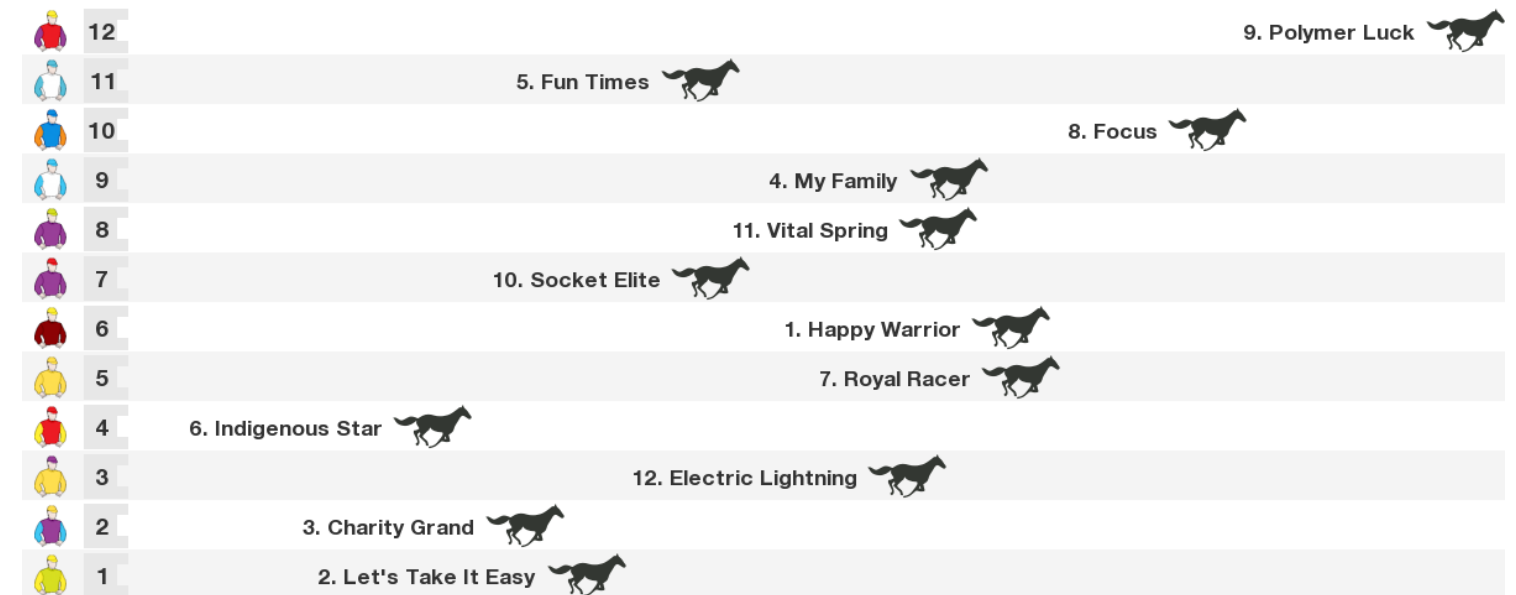 12 9. Polymer Luck
11 5. Fun Times
10 8. Focus
9 4. My Family
8 11. Vital Spring
7 10. Socket Elite
6 1. Happy Warrior
5 7. Royal Racer
4 6. Indigenous Star
3 12. Electric Lightning
2 3. Charity Grand
1 2. Let's Take It Easy